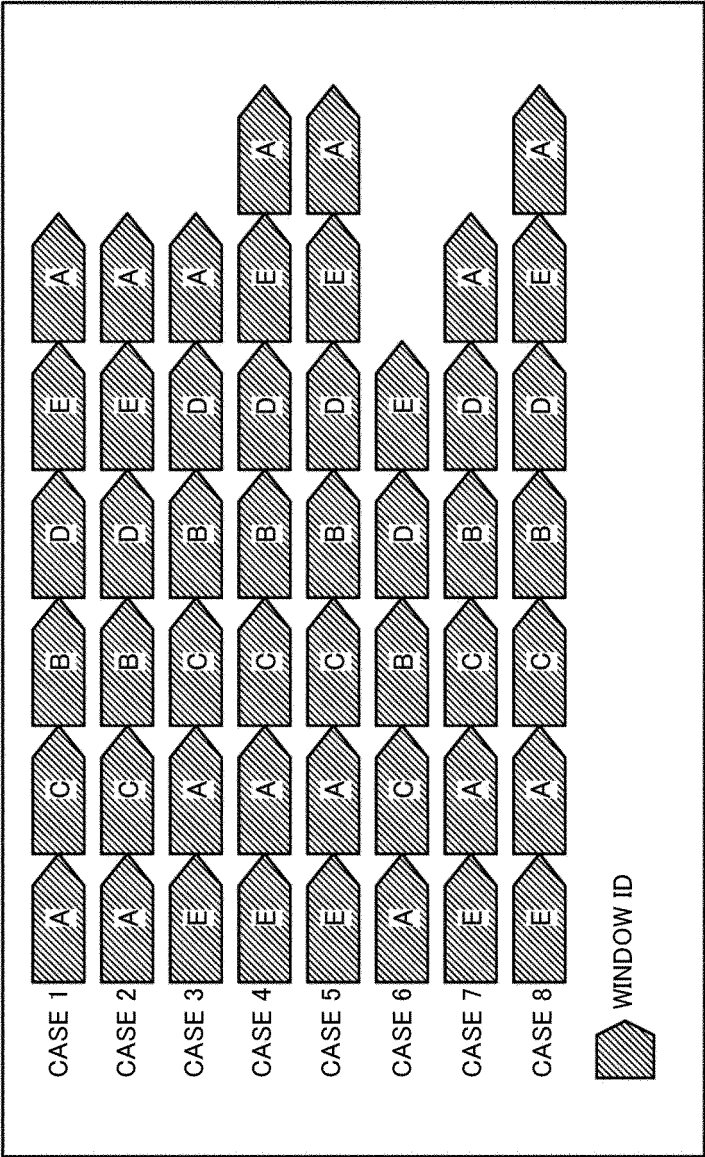 CASE 1 A C B D E A
CASE 2 A C B D E A
CASE 3 E A C B D A
CASE 4 E A C B D E A
CASE 5 E A C B D E A
CASE 6 A C B D E
CASE 7 E A C B D A
CASE 8 E A C B D E A
WINDOW ID